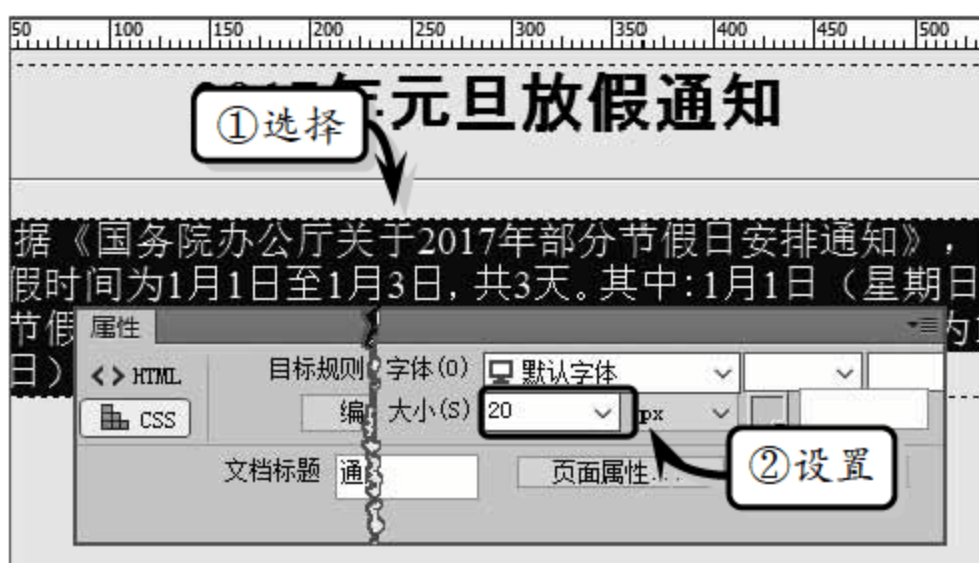 50 100 150 200 250 300 350 400 450 500
年元旦放假通知
①选择
据《国务院办公厅关于2017年部分节假日安排通知》，
假时间为1月1日至1月3日，共3天。其中：1月1日（星期日
节假
日）
属性
<> HTML
目标规则 字体(O) 默认字体
CSS
编 大小(S) 20 px
②设置
文档标题 通
页面属性...